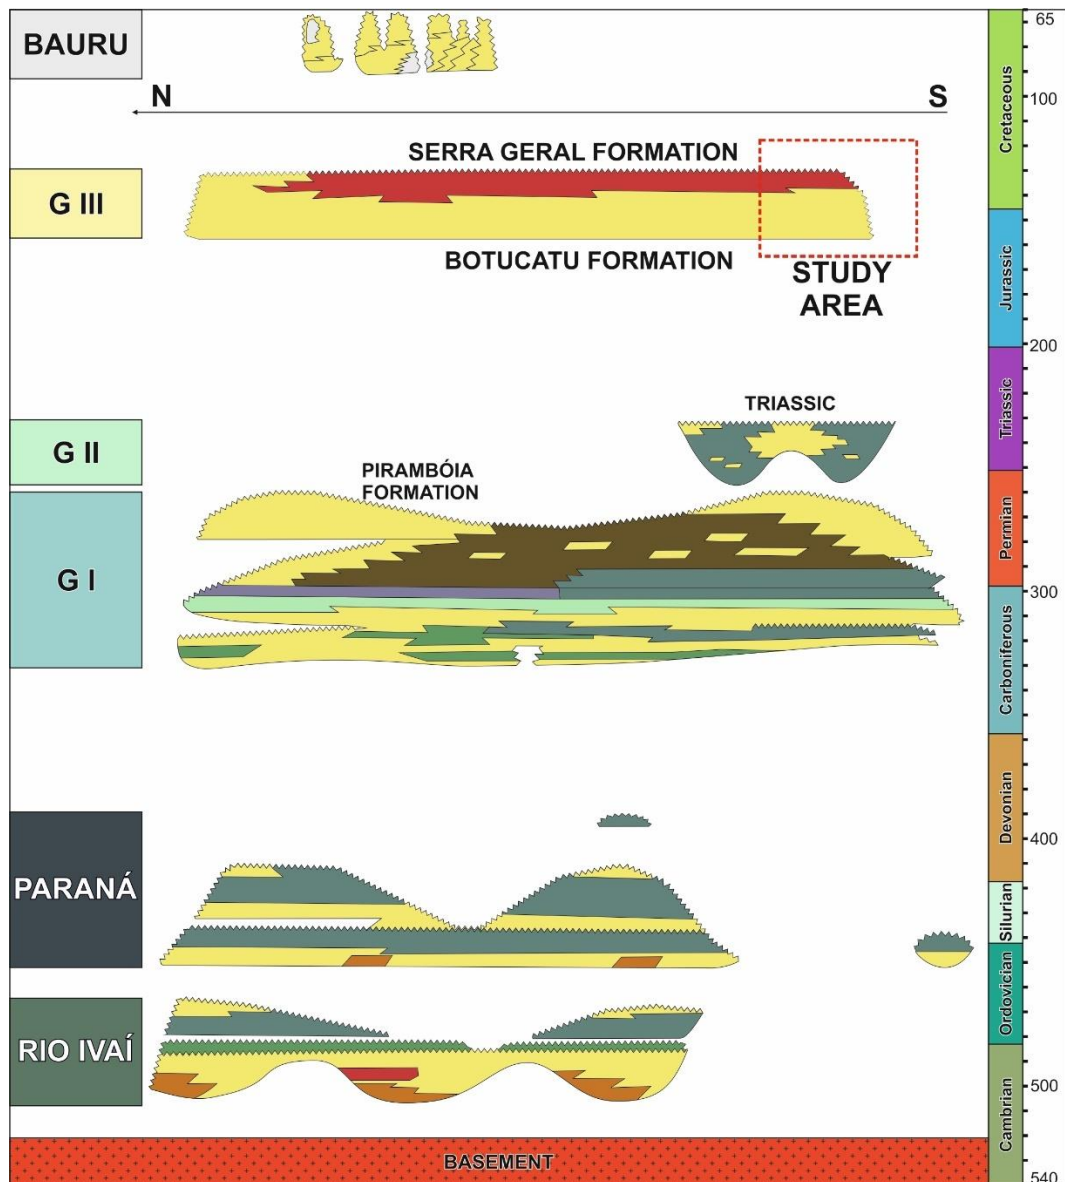 BAURU
N
S
SERRA GERAL FORMATION
G III
BOTUCATU FORMATION
STUDY
AREA
TRIASSIC
G II
PIRAMBÓIA
FORMATION
G I
PARANÁ
RIO IVAÍ
BASEMENT
Cretaceous
Jurassic
Triassic
Permian
Carboniferous
Devonian
Silurian
Ordovician
Cambrian
65
100
200
300
400
500
540